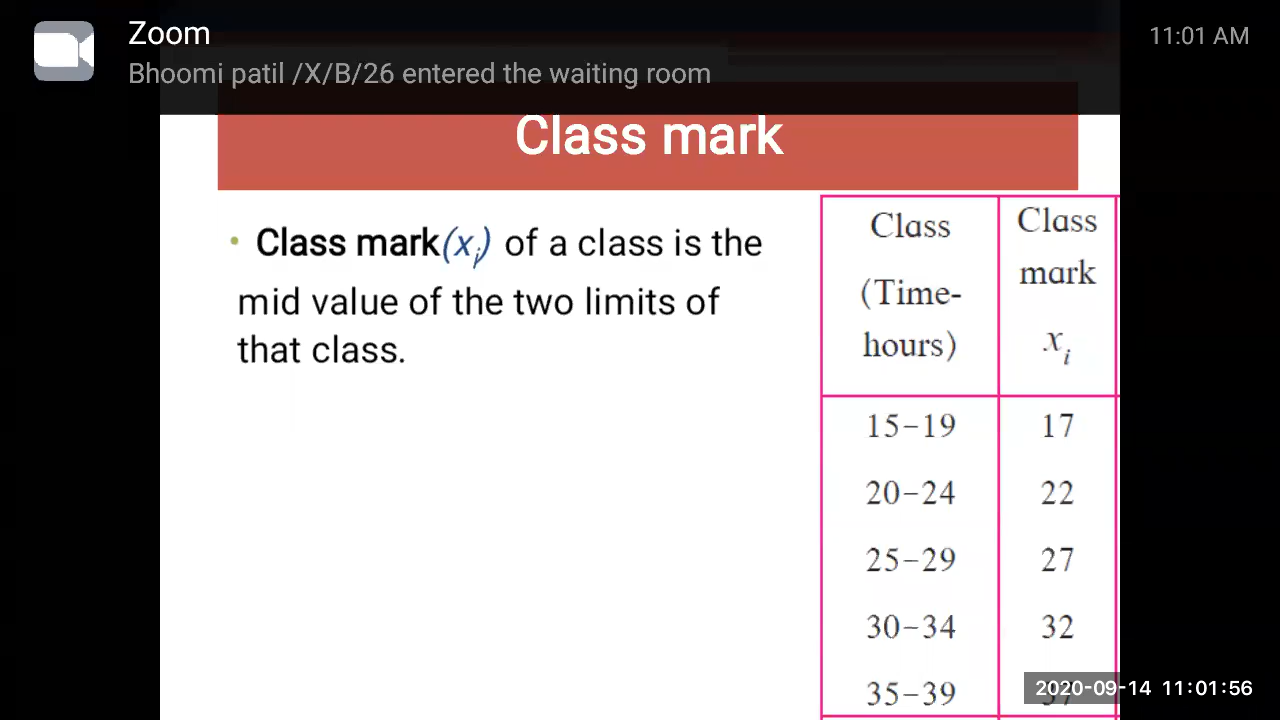 Zoom
11:01 AM
Bhoomi patil /X/B/26 entered the waiting room
Class mark
• Class mark(xᵢ) of a class is the
mid value of the two limits of
that class.
Class (Time-hours) Class mark xᵢ
15–19 17
20–24 22
25–29 27
30–34 32
35–39
2020-09-14 11:01:56